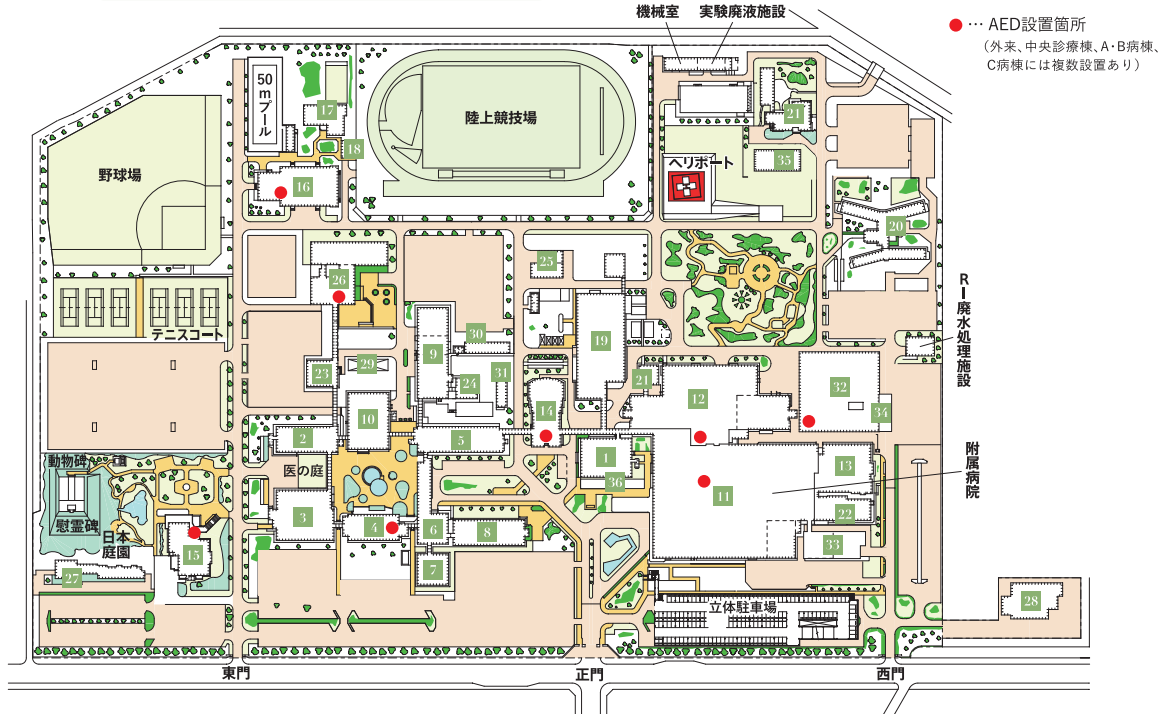 機械室 実験廃液施設
● … AED設置箇所
(外来、中央診療棟、A・B病棟、
C病棟には複数設置あり)
50mプール
17
18
16
陸上競技場
野球場
21
35
ヘリポート
20
25
26
テニスコート
RI廃水処理施設
30
9
19
29
23
24
31
21
12
32
34
10
14
2
5
1
36
医の庭
動物碑
慰霊碑
日本
庭園
13
附属病院
11
22
3
4
6
8
33
15
7
27
立体駐車場
28
東門
正門
西門